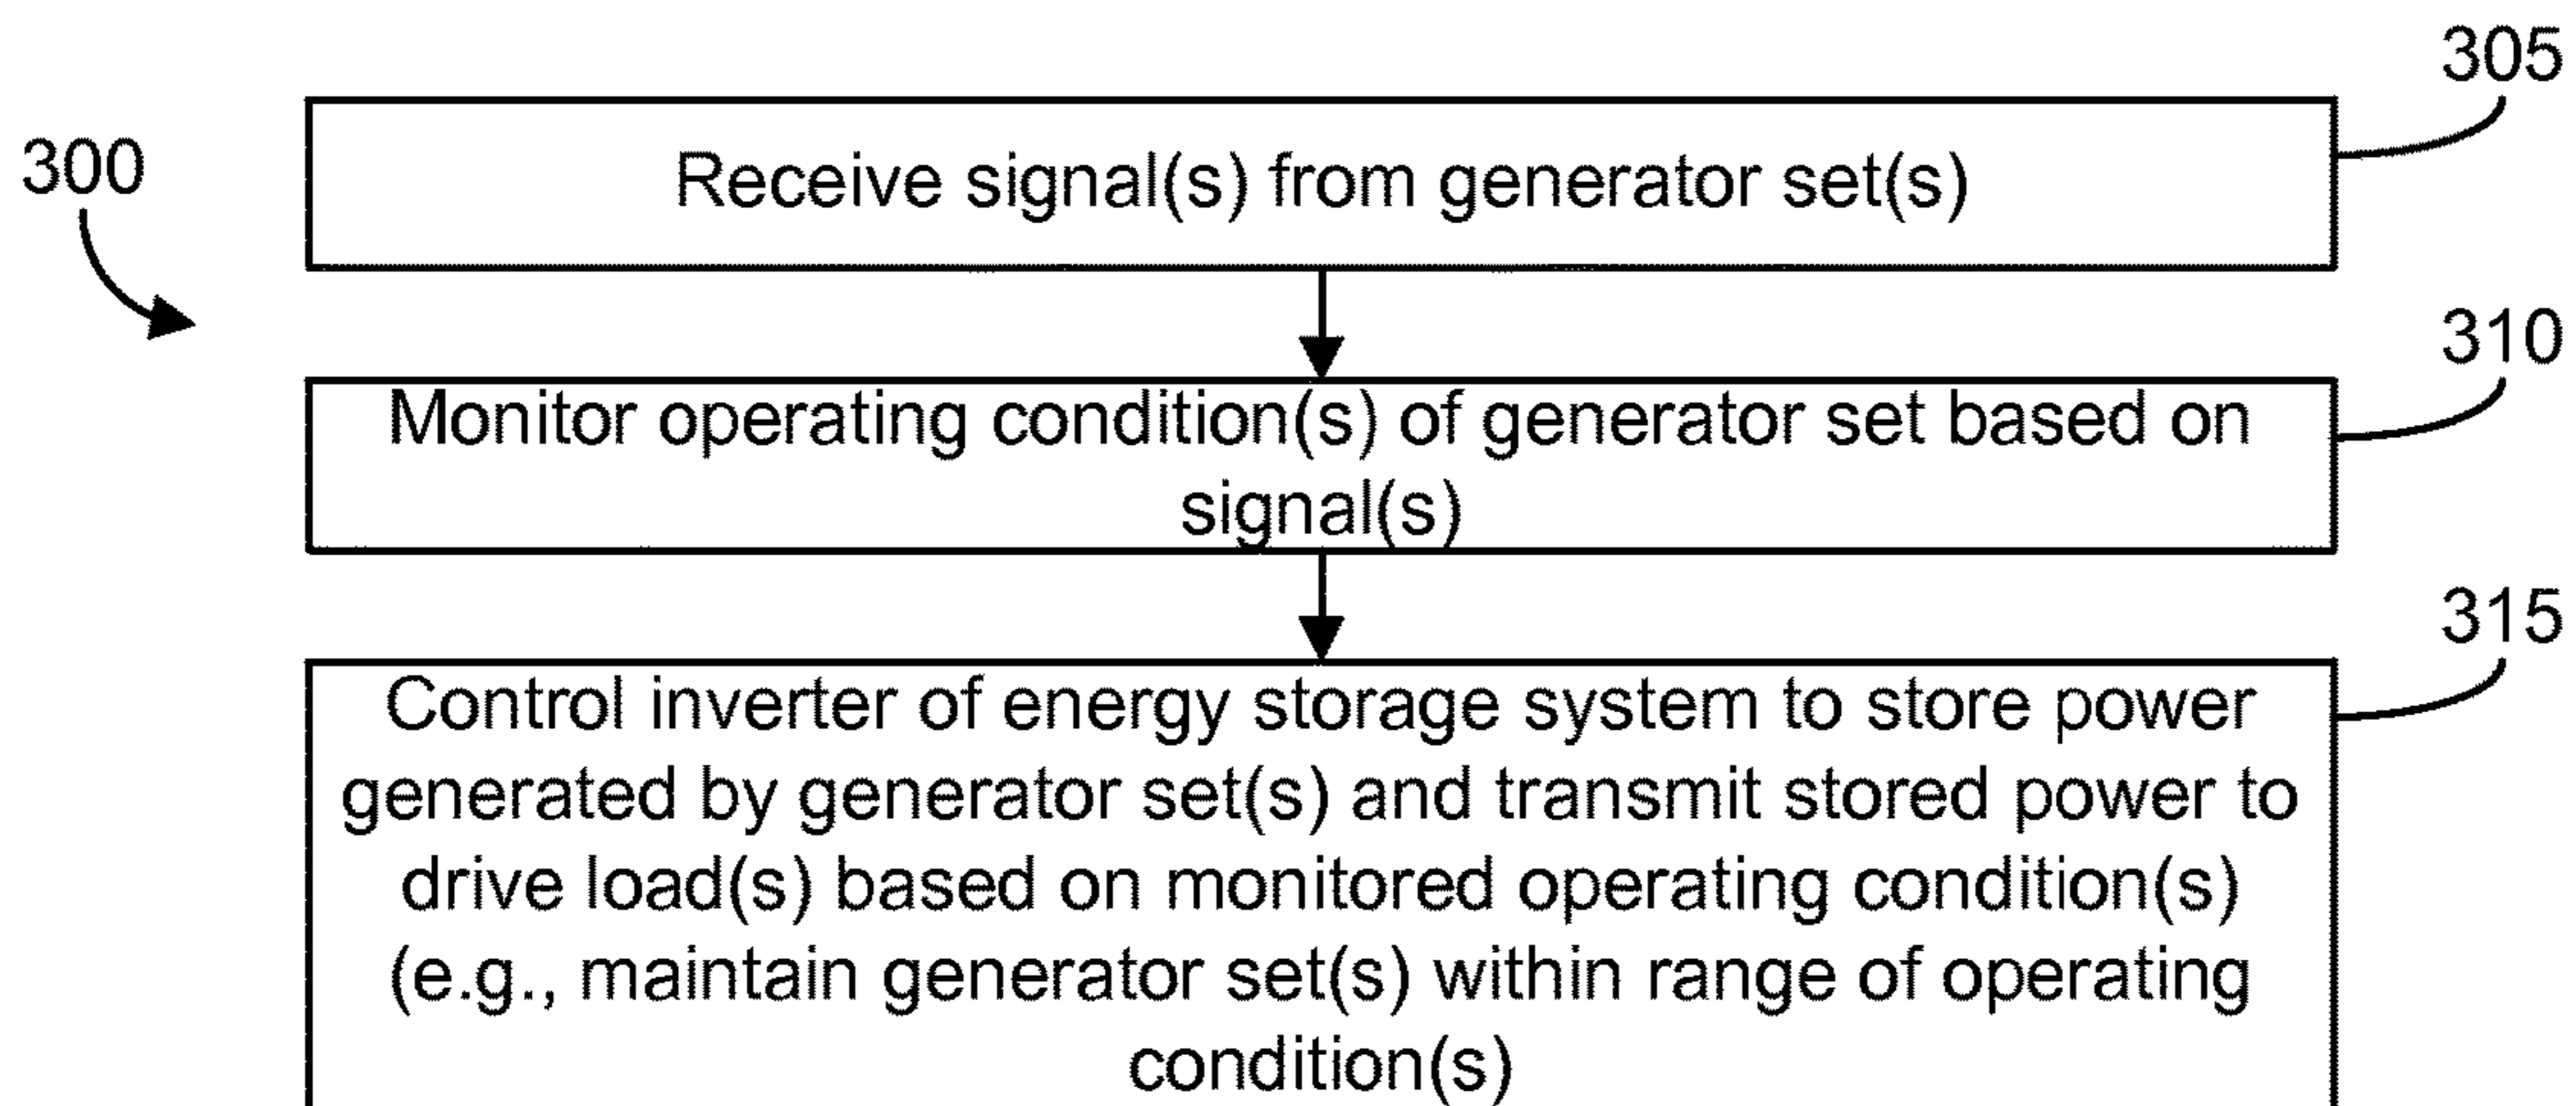 305
300
Receive signal(s) from generator set(s)
310
Monitor operating condition(s) of generator set based on
signal(s)
315
Control inverter of energy storage system to store power
generated by generator set(s) and transmit stored power to
drive load(s) based on monitored operating condition(s)
(e.g., maintain generator set(s) within range of operating
condition(s)